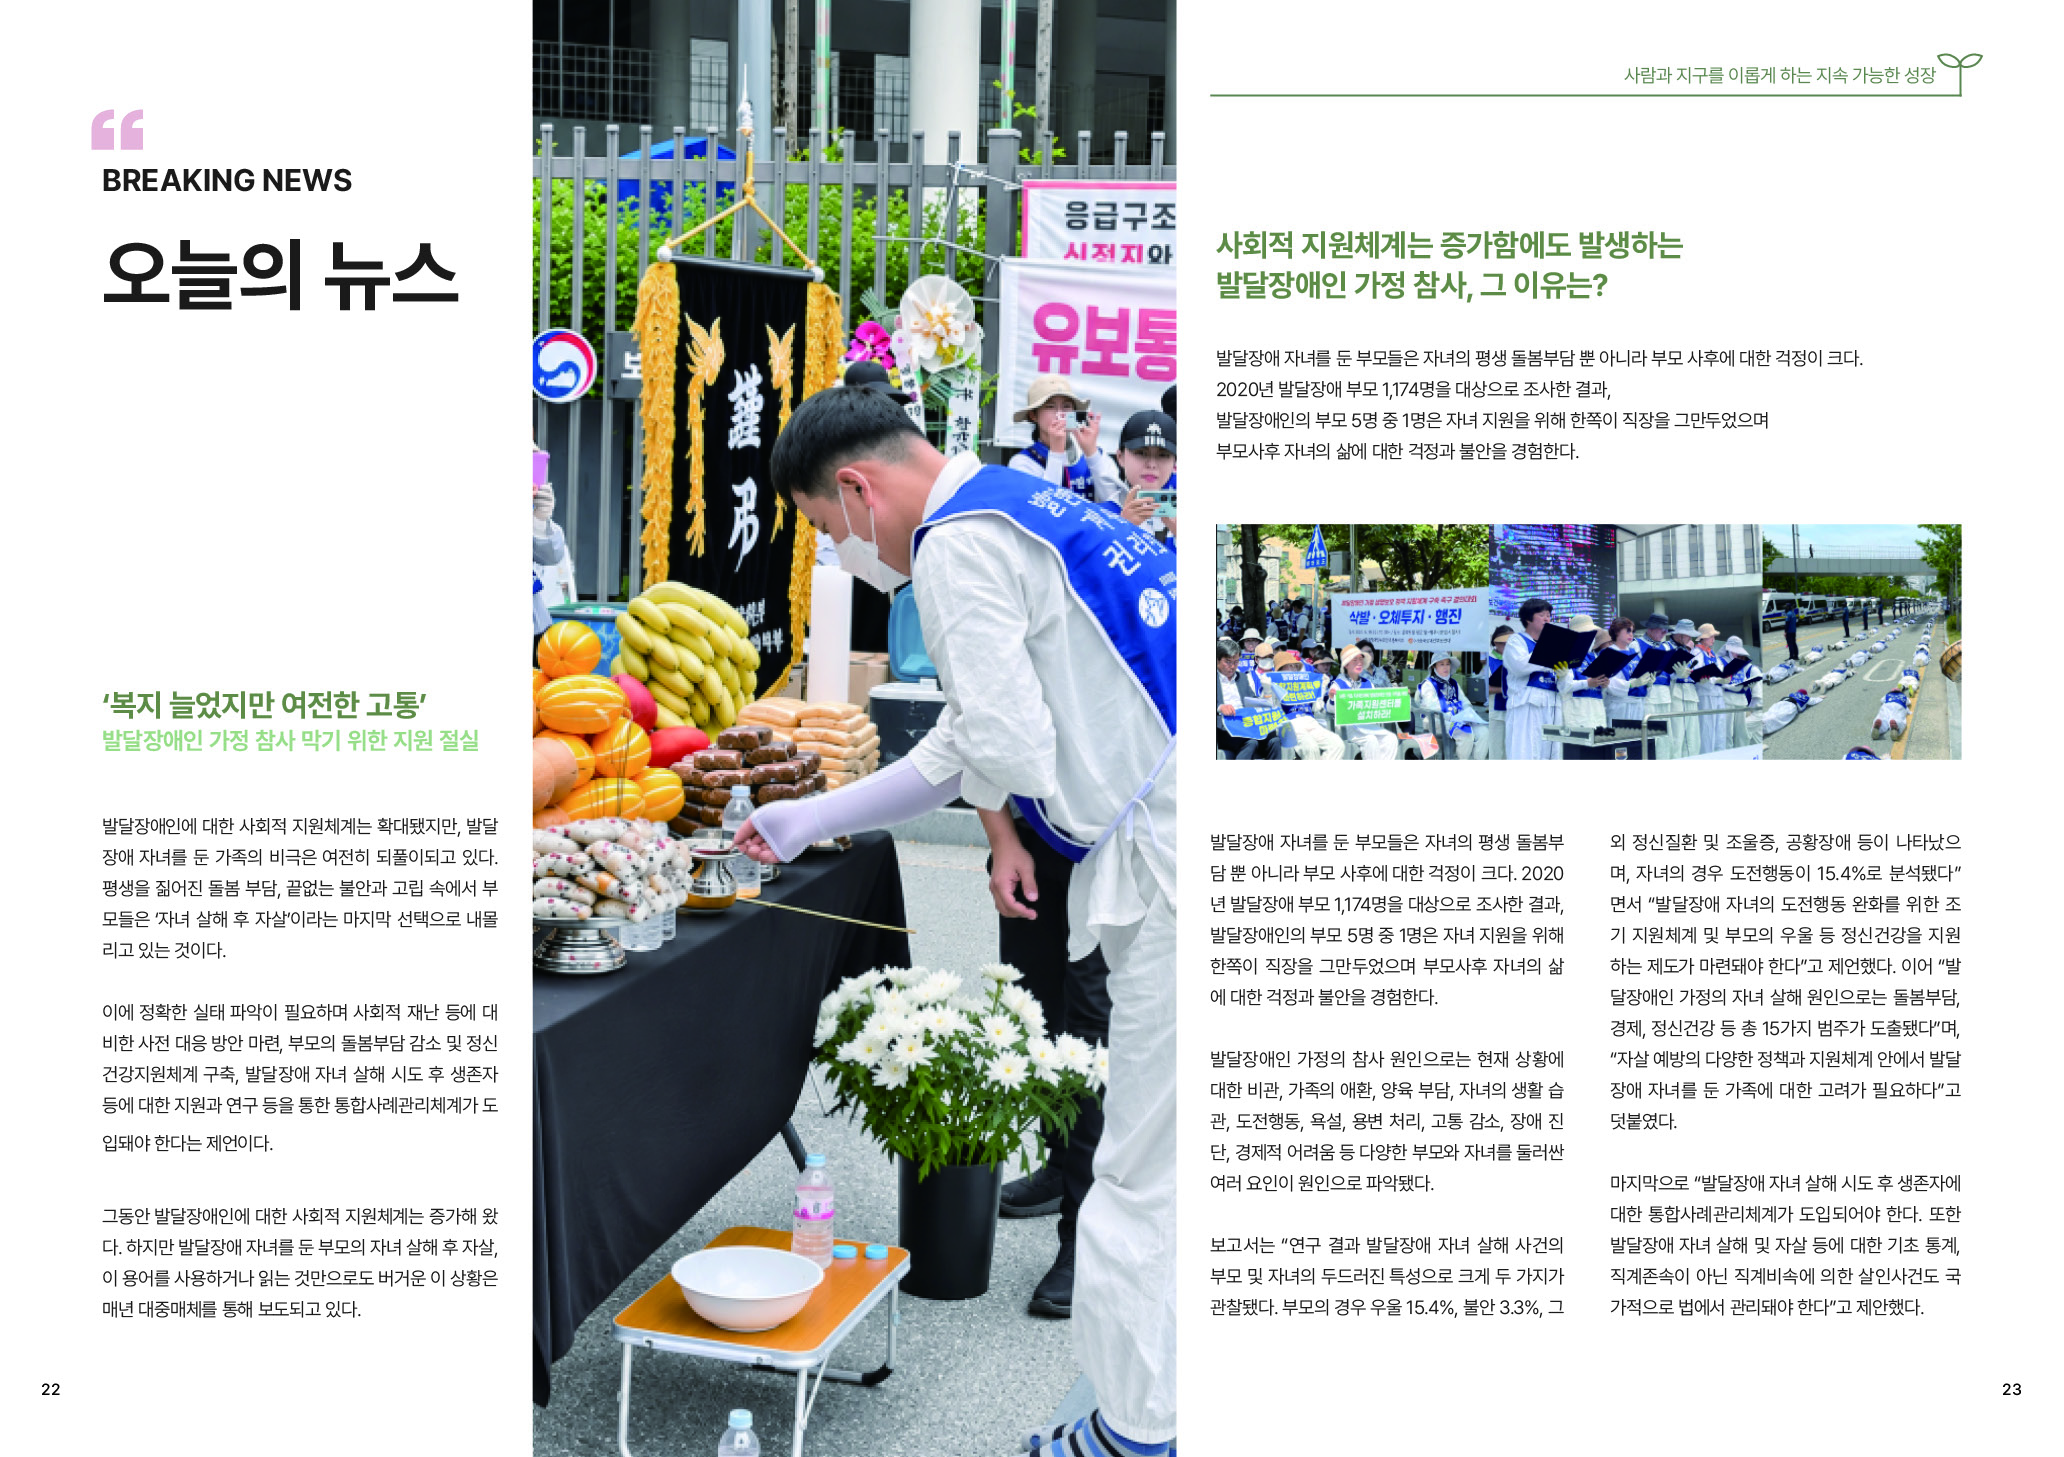 BREAKING NEWS
오늘의 뉴스
‘복지 늘었지만 여전한 고통’
발달장애인 가정 참사 막기 위한 지원 절실
발달장애인에 대한 사회적 지원체계는 확대됐지만, 발달
장애 자녀를 둔 가족의 비극은 여전히 되풀이되고 있다.
평생을 짊어진 돌봄 부담, 끝없는 불안과 고립 속에서 부
모들은 ‘자녀 살해 후 자살’이라는 마지막 선택으로 내몰
리고 있는 것이다.
이에 정확한 실태 파악이 필요하며 사회적 재난 등에 대
비한 사전 대응 방안 마련, 부모의 돌봄부담 감소 및 정신
건강지원체계 구축, 발달장애 자녀 살해 시도 후 생존자
등에 대한 지원과 연구 등을 통한 통합사례관리체계가 도
입돼야 한다는 제언이다.
그동안 발달장애인에 대한 사회적 지원체계는 증가해 왔
다. 하지만 발달장애 자녀를 둔 부모의 자녀 살해 후 자살,
이 용어를 사용하거나 읽는 것만으로도 버거운 이 상황은
매년 대중매체를 통해 보도되고 있다.
22
응급구조
시정지와
유보통
보
謹弔
권리
사람과 지구를 이롭게 하는 지속 가능한 성장
사회적 지원체계는 증가함에도 발생하는
발달장애인 가정 참사, 그 이유는?
발달장애 자녀를 둔 부모들은 자녀의 평생 돌봄부담 뿐 아니라 부모 사후에 대한 걱정이 크다.
2020년 발달장애 부모 1,174명을 대상으로 조사한 결과,
발달장애인의 부모 5명 중 1명은 자녀 지원을 위해 한쪽이 직장을 그만두었으며
부모사후 자녀의 삶에 대한 걱정과 불안을 경험한다.
삭발·오체투지·행진
가족지원센터를
설치하라!
발달장애 자녀를 둔 부모들은 자녀의 평생 돌봄부
담 뿐 아니라 부모 사후에 대한 걱정이 크다. 2020
년 발달장애 부모 1,174명을 대상으로 조사한 결과,
발달장애인의 부모 5명 중 1명은 자녀 지원을 위해
한쪽이 직장을 그만두었으며 부모사후 자녀의 삶
에 대한 걱정과 불안을 경험한다.
발달장애인 가정의 참사 원인으로는 현재 상황에
대한 비관, 가족의 애환, 양육 부담, 자녀의 생활 습
관, 도전행동, 욕설, 용변 처리, 고통 감소, 장애 진
단, 경제적 어려움 등 다양한 부모와 자녀를 둘러싼
여러 요인이 원인으로 파악됐다.
보고서는 “연구 결과 발달장애 자녀 살해 사건의
부모 및 자녀의 두드러진 특성으로 크게 두 가지가
관찰됐다. 부모의 경우 우울 15.4%, 불안 3.3%, 그
외 정신질환 및 조울증, 공황장애 등이 나타났으
며, 자녀의 경우 도전행동이 15.4%로 분석됐다”
면서 “발달장애 자녀의 도전행동 완화를 위한 조
기 지원체계 및 부모의 우울 등 정신건강을 지원
하는 제도가 마련돼야 한다”고 제언했다. 이어 “발
달장애인 가정의 자녀 살해 원인으로는 돌봄부담,
경제, 정신건강 등 총 15가지 범주가 도출됐다”며,
“자살 예방의 다양한 정책과 지원체계 안에서 발달
장애 자녀를 둔 가족에 대한 고려가 필요하다”고
덧붙였다.
마지막으로 “발달장애 자녀 살해 시도 후 생존자에
대한 통합사례관리체계가 도입되어야 한다. 또한
발달장애 자녀 살해 및 자살 등에 대한 기초 통계,
직계존속이 아닌 직계비속에 의한 살인사건도 국
가적으로 법에서 관리돼야 한다”고 제안했다.
23